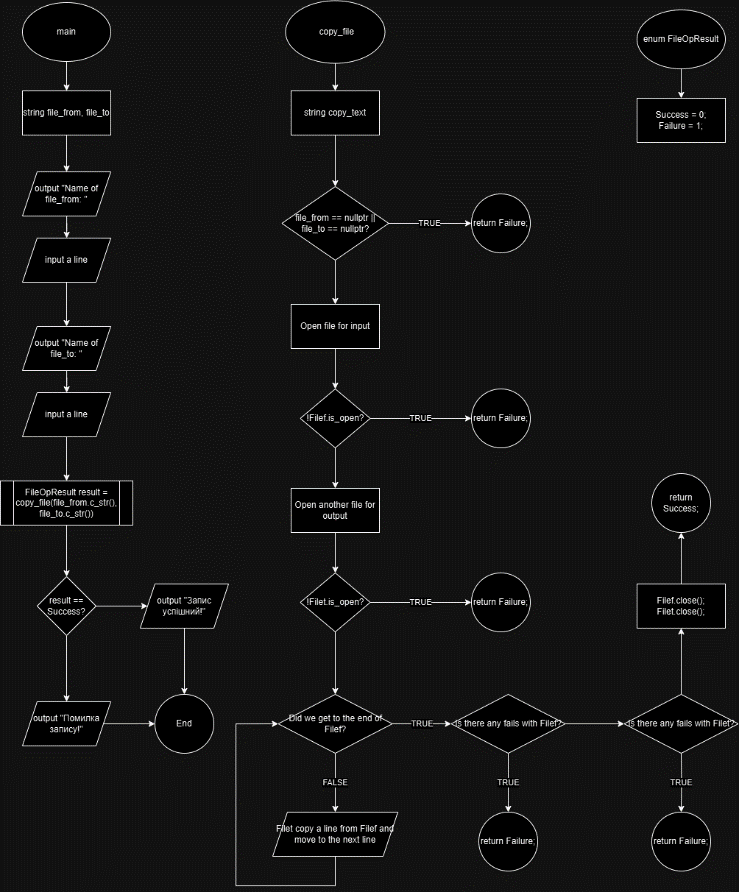 main
string file_from, file_to
output "Name of
file_from: "
input a line
output "Name of
file_to: "
input a line
FileOpResult result =
copy_file(file_from.c_str(),
file_to.c_str())
result ==
Success?
output "Запис
успішний!"
output "Помилка
запису!"
End
copy_file
string copy_text
file_from == nullptr ||
file_to == nullptr?
TRUE
return Failure;
Open file for input
!Filef.is_open?
TRUE
return Failure;
Open another file for
output
!Filet.is_open?
TRUE
return Failure;
Did we get to the end of
Filef?
TRUE
FALSE
Filet copy a line from Filef and
move to the next line
Is there any fails with Filef?
TRUE
return Failure;
Is there any fails with Filet?
TRUE
return Failure;
Filef.close();
Filet.close();
return
Success;
enum FileOpResult
Success = 0;
Failure = 1;